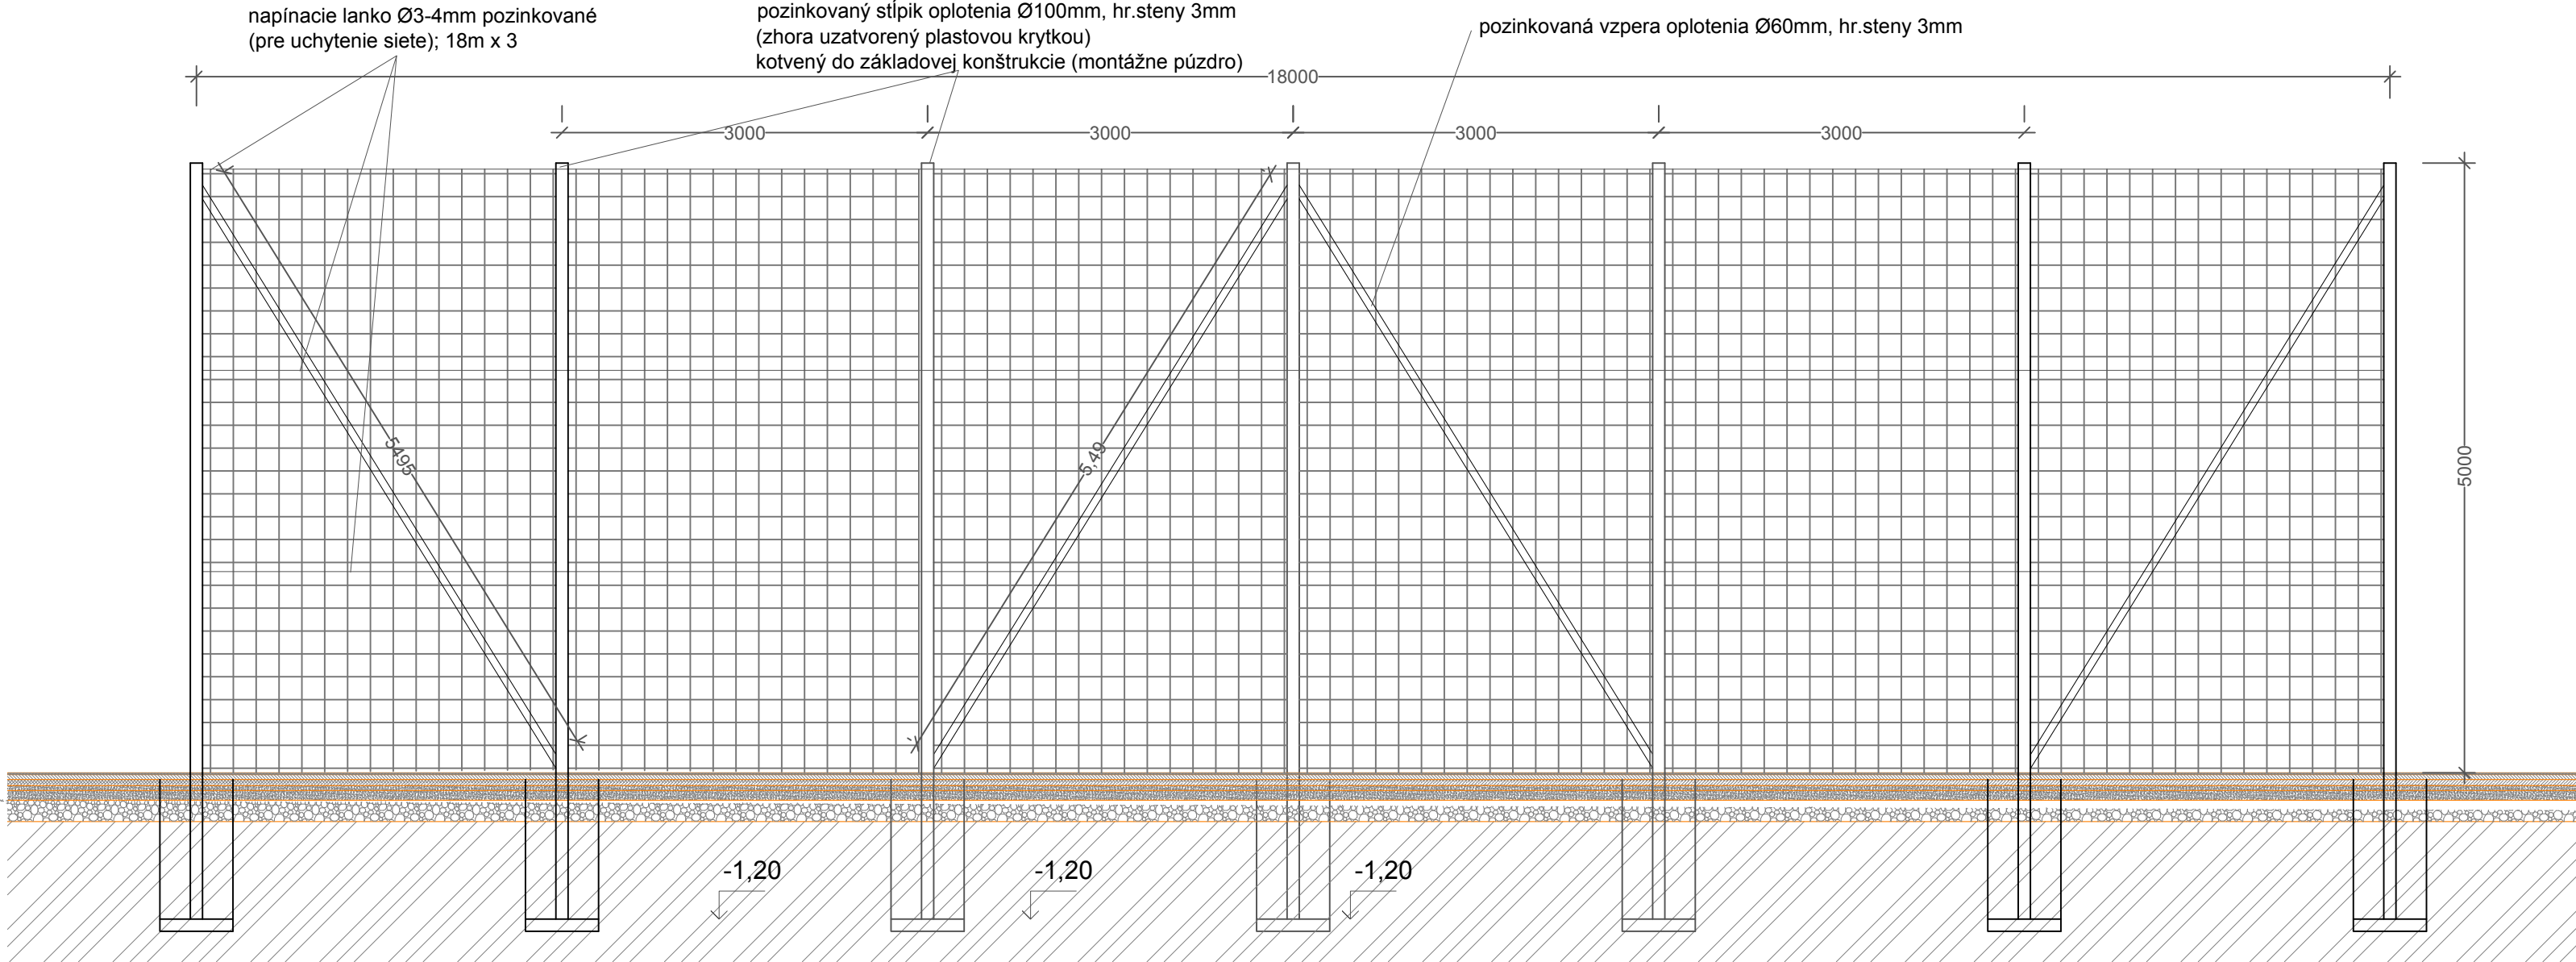 napínacie lanko Ø3-4mm pozinkované
(pre uchytenie siete); 18m x 3
pozinkovaný stĺpik oplotenia Ø100mm, hr.steny 3mm
(zhora uzatvorený plastovou krytkou)
kotvený do základovej konštrukcie (montážne púzdro)
pozinkovaná vzpera oplotenia Ø60mm, hr.steny 3mm
18000
3000
3000
3000
3000
5495
5,49
5000
-1,20
-1,20
-1,20